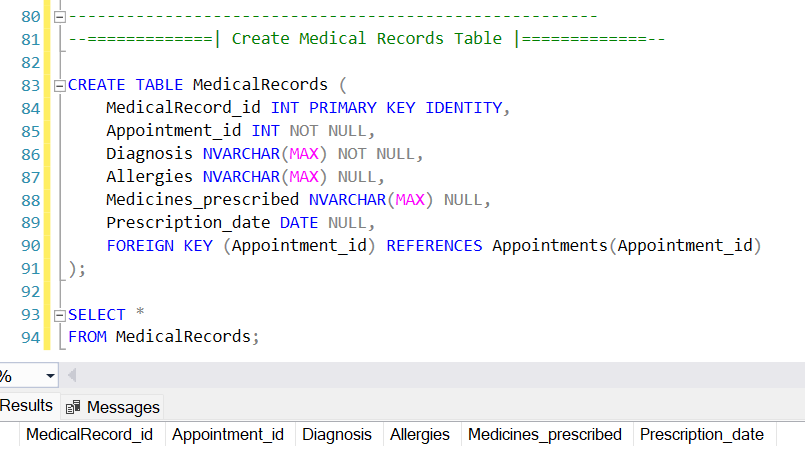 80 -------------------------------------------------------
81 --=============| Create Medical Records Table |=============--
82
83 CREATE TABLE MedicalRecords (
84 MedicalRecord_id INT PRIMARY KEY IDENTITY,
85 Appointment_id INT NOT NULL,
86 Diagnosis NVARCHAR(MAX) NOT NULL,
87 Allergies NVARCHAR(MAX) NULL,
88 Medicines_prescribed NVARCHAR(MAX) NULL,
89 Prescription_date DATE NULL,
90 FOREIGN KEY (Appointment_id) REFERENCES Appointments(Appointment_id)
91 );
92
93 SELECT *
94 FROM MedicalRecords;
%
Results Messages
MedicalRecord_id Appointment_id Diagnosis Allergies Medicines_prescribed Prescription_date